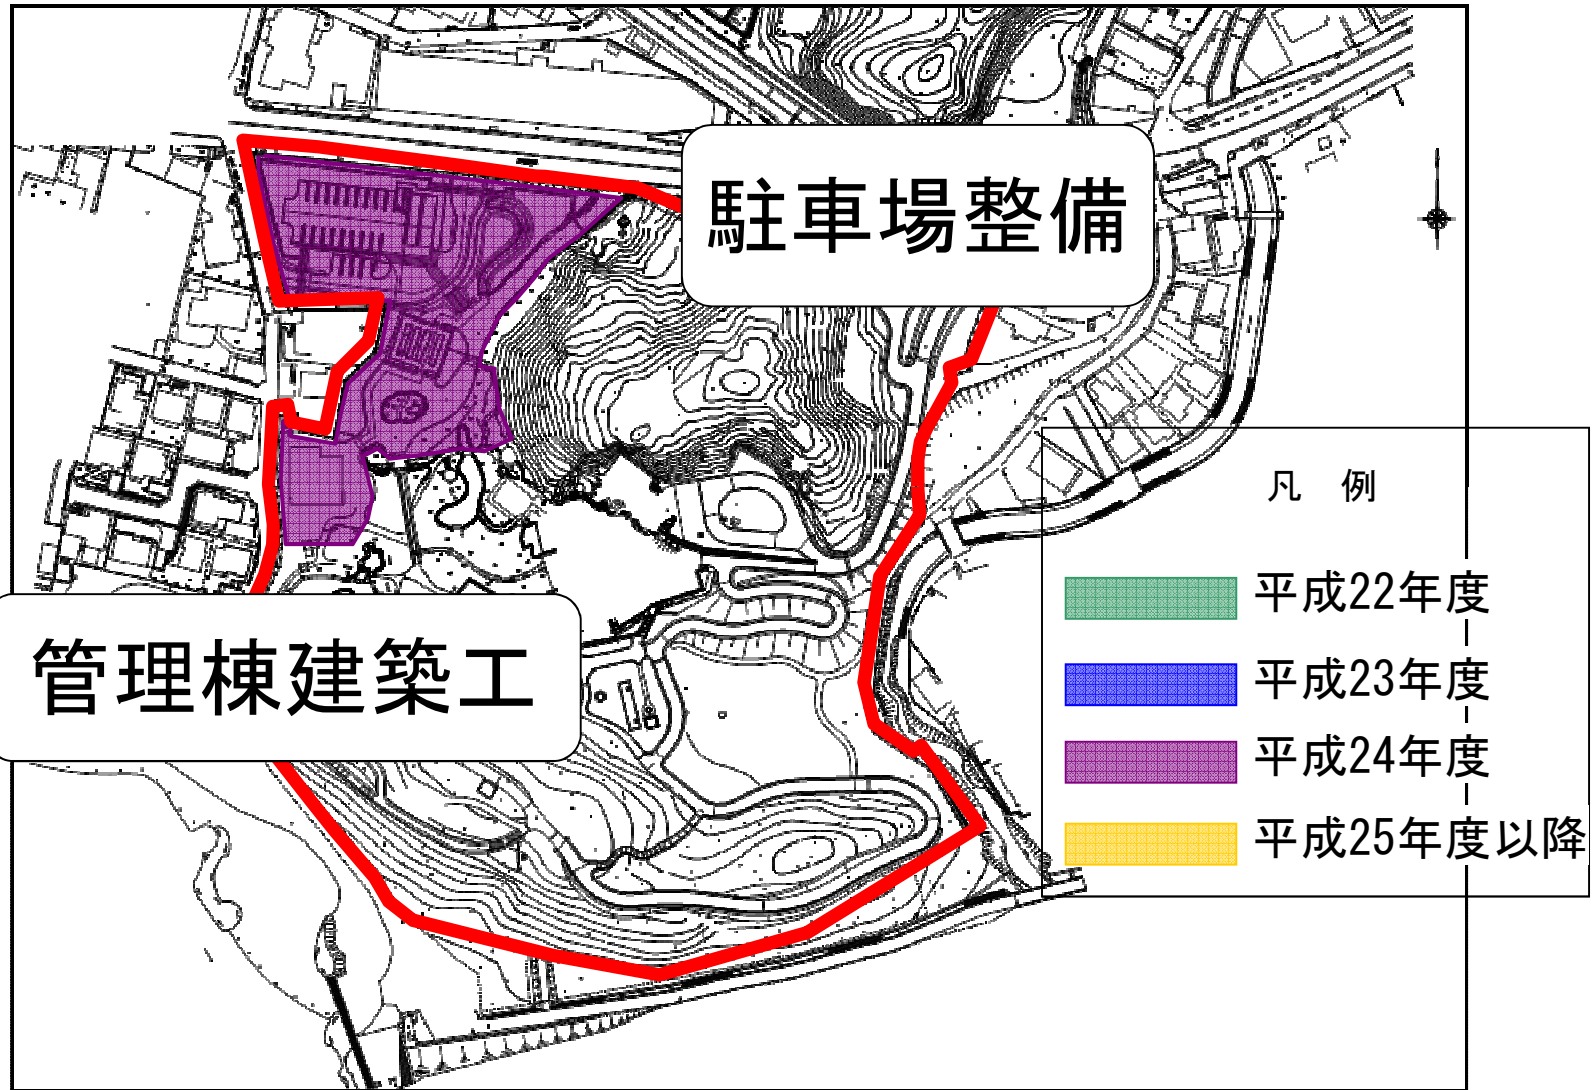 駐車場整備
管理棟建築工
凡 例
平成22年度
平成23年度
平成24年度
平成25年度以降